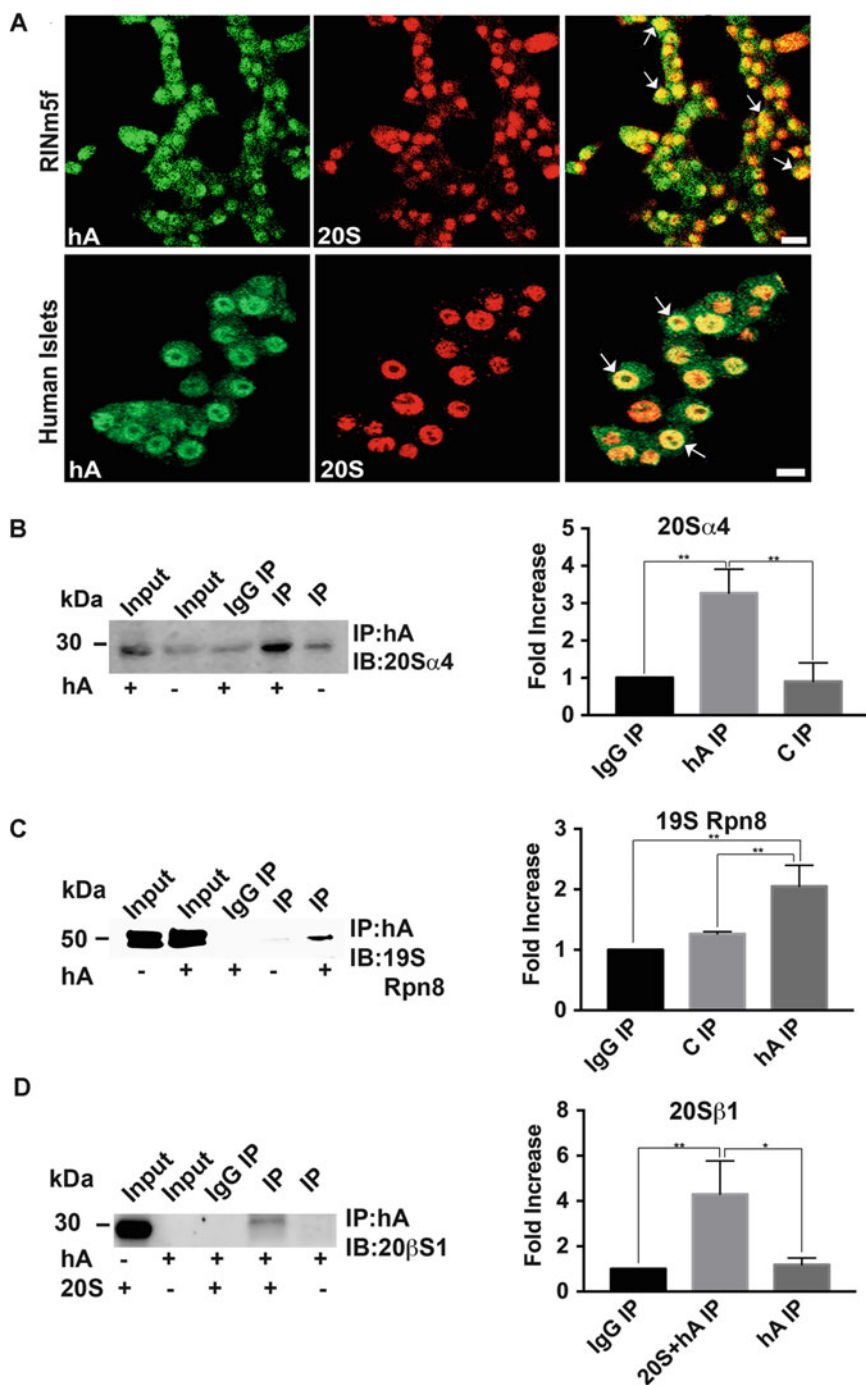 A
RINm5f
hA
20S
Human Islets
hA
20S
B
kDa
Input
Input
IgG IP
IP
IP
30
IP:hA
IB:20Sα4
hA
+ - + + -
20Sα4
Fold Increase
5
4
3
2
1
0
**
**
IgG IP
hA IP
C IP
C
kDa
Input
Input
IgG IP
IP
IP
50
IP:hA
IB:19S
Rpn8
hA
- + + - +
19S Rpn8
Fold Increase
3
2
1
0
**
**
IgG IP
C IP
hA IP
D
kDa
Input
Input
IgG IP
IP
IP
30
IP:hA
IB:20βS1
hA - + + + +
20S + - + + -
20Sβ1
Fold Increase
8
6
4
2
0
**
*
IgG IP
20S+hA IP
hA IP